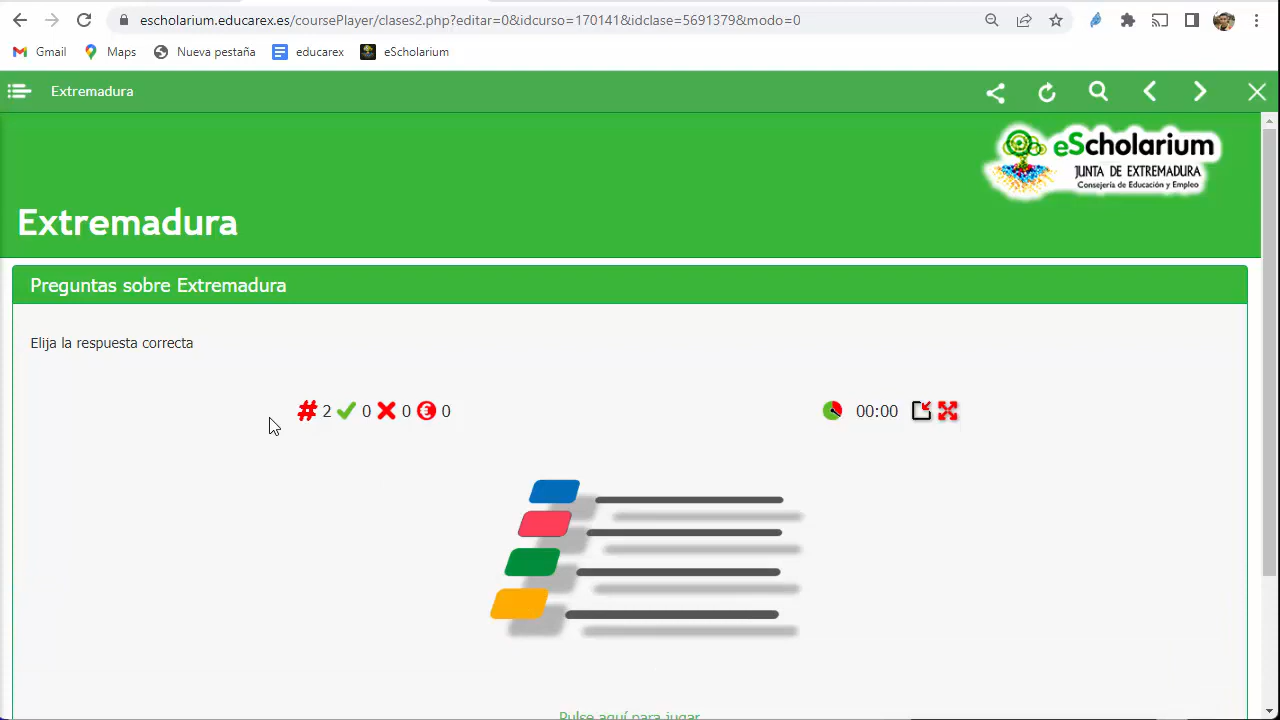 escholarium.educarex.es/coursePlayer/clases2.php?editar=0&idcurso=170141&idclase=5691379&modo=0
Gmail Maps Nueva pestaña educarex eScholarium
Extremadura
eScholarium
JUNTA DE EXTREMADURA
Consejería de Educación y Empleo
Extremadura
Preguntas sobre Extremadura
Elija la respuesta correcta
# 2 0 0 0 00:00
Pulse aquí para jugar